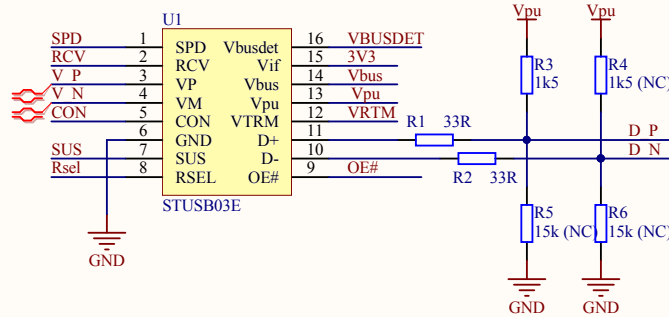 U1
Vpu Vpu
SPD 1 SPD Vbusdet 16 VBUSDET
RCV 2 RCV Vif 15 3V3
V P 3 VP Vbus 14 Vbus
V N 4 VM Vpu 13 Vpu
CON 5 CON VTRM 12 VRTM
6 GND D+ 11
SUS 7 SUS D- 10
Rsel 8 RSEL OE# 9 OE#
STUSB03E
GND
R1 33R
R2 33R
R3
1k5
R4
1k5 (NC)
D P
D N
R5
15k (NC)
R6
15k (NC)
GND GND